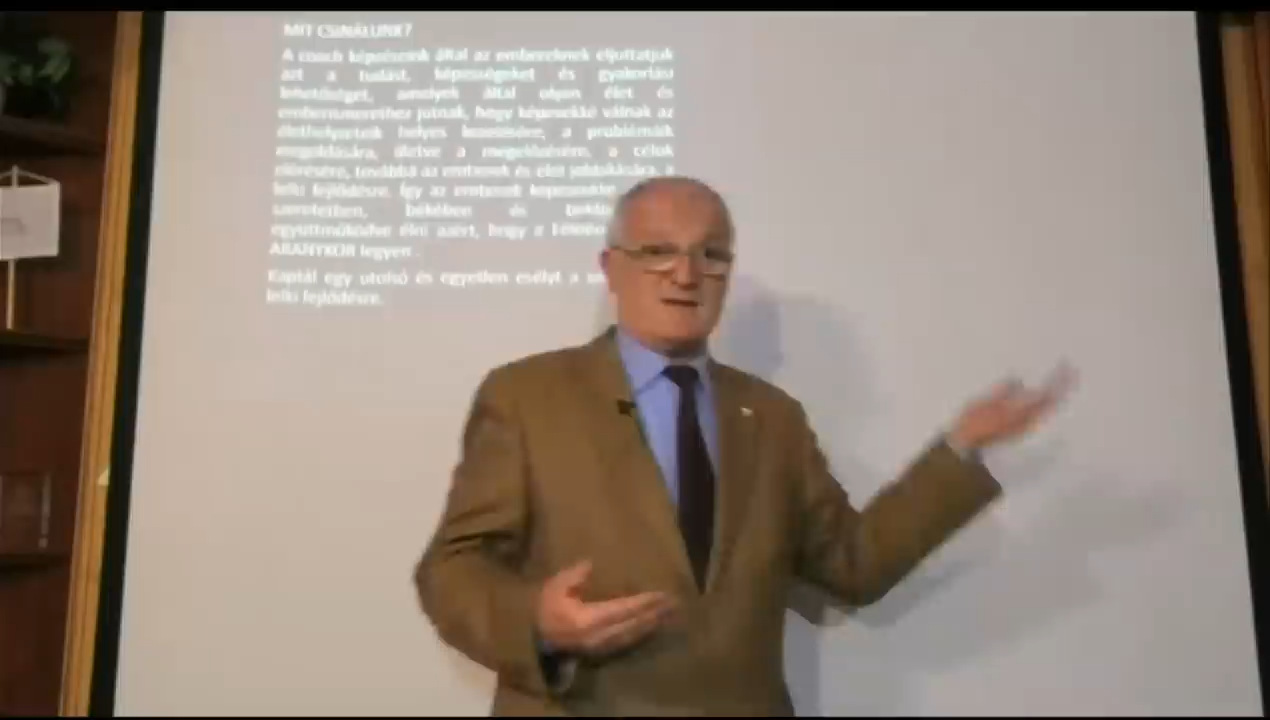 MIT CSINÁLUNK?
A coach képzéseink által az embereknek eljuttatjuk
azt a tudást, képességeket és gyakorlási
lehetőséget, amelyek által olyan élet és
emberismerethez jutnak, hogy képesekké válnak az
élethelyzeteik helyes kezelésére, a problémáik
megoldására, illetve a megelőzésére, a célok
elérésére, továbbá az emberek és élet jobbítására, a
lelki fejlődésre. Így az emberek képesekké
szeretetben, békében és
együttműködve élni azért, hogy a
ARANYKOR legyen.
Kaptál egy utolsó és egyetlen esélyt a
lelki fejlődésre.